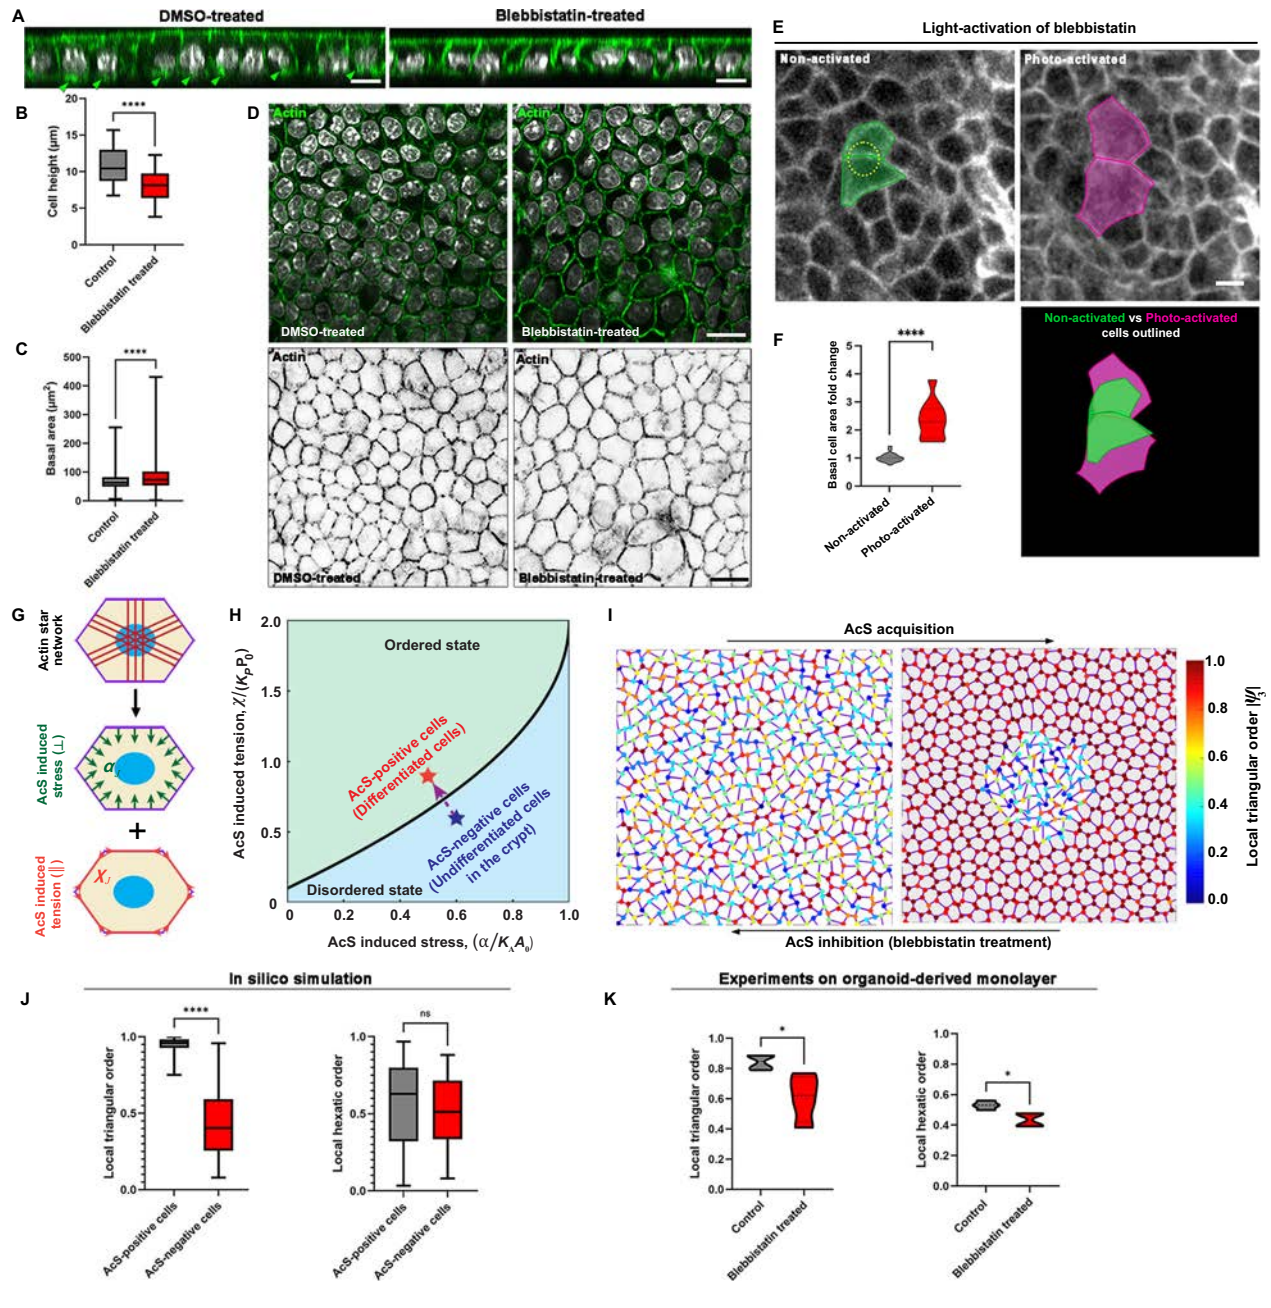 A
DMSO-treated
Blebbistatin-treated
B
Cell height (µm)
20
15
10
5
0
****
Control
Blebbistatin treated
C
Basal area (µm²)
500
400
300
200
100
0
****
Control
Blebbistatin treated
D
Actin
DMSO-treated
Blebbistatin-treated
Actin
Actin
DMSO-treated
Blebbistatin-treated
E
Light-activation of blebbistatin
Non-activated
Photo-activated
Non-activated vs Photo-activated
cells outlined
F
Basal cell area fold change
5
4
3
2
1
0
****
Non-activated
Photo-activated
G
Actin star
network
AcS induced
stress (⊥)
α
+
AcS induced
tension (∥)
χ
H
AcS induced tension, χ/(KPP0)
2.0
1.5
1.0
0.5
0
Ordered state
AcS-positive cells
(Differentiated cells)
AcS-negative cells
(Undifferentiated cells
in the crypt)
Disordered state
0 0.2 0.4 0.6 0.8 1.0
AcS induced stress, (α/KAA0)
I
AcS acquisition
AcS inhibition (blebbistatin treatment)
1.0
0.8
0.6
0.4
0.2
0.0
Local triangular order |Ψ3|
J
In silico simulation
Local triangular order
1.0
0.5
0.0
****
AcS-positive cells
AcS-negative cells
Local hexatic order
1.0
0.5
0.0
ns
AcS-positive cells
AcS-negative cells
K
Experiments on organoid-derived monolayer
Local triangular order
1.0
0.8
0.6
0.4
0.2
0.0
*
Control
Blebbistatin treated
Local hexatic order
1.0
0.8
0.6
0.4
0.2
0.0
*
Control
Blebbistatin treated